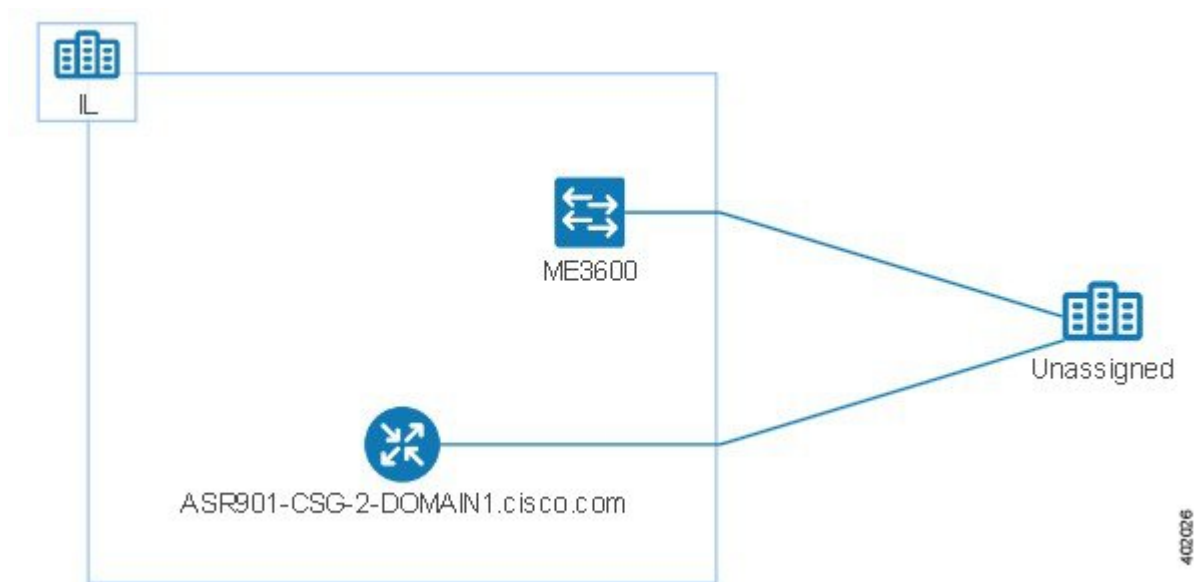 IL
ME3600
Unassigned
ASR901-CSG-2-DOMAIN1.cisco.com
402026